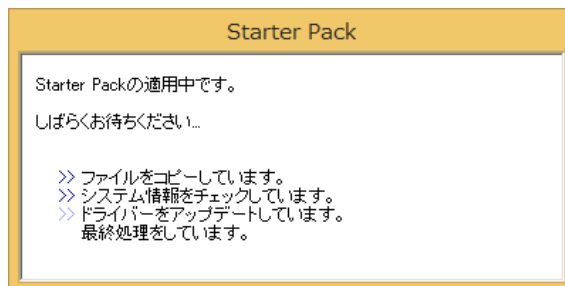 Starter Pack
Starter Packの適用中です。
しばらくお待ちください...
>> ファイルをコピーしています。
>> システム情報をチェックしています。
>> ドライバーをアップデートしています。
最終処理をしています。